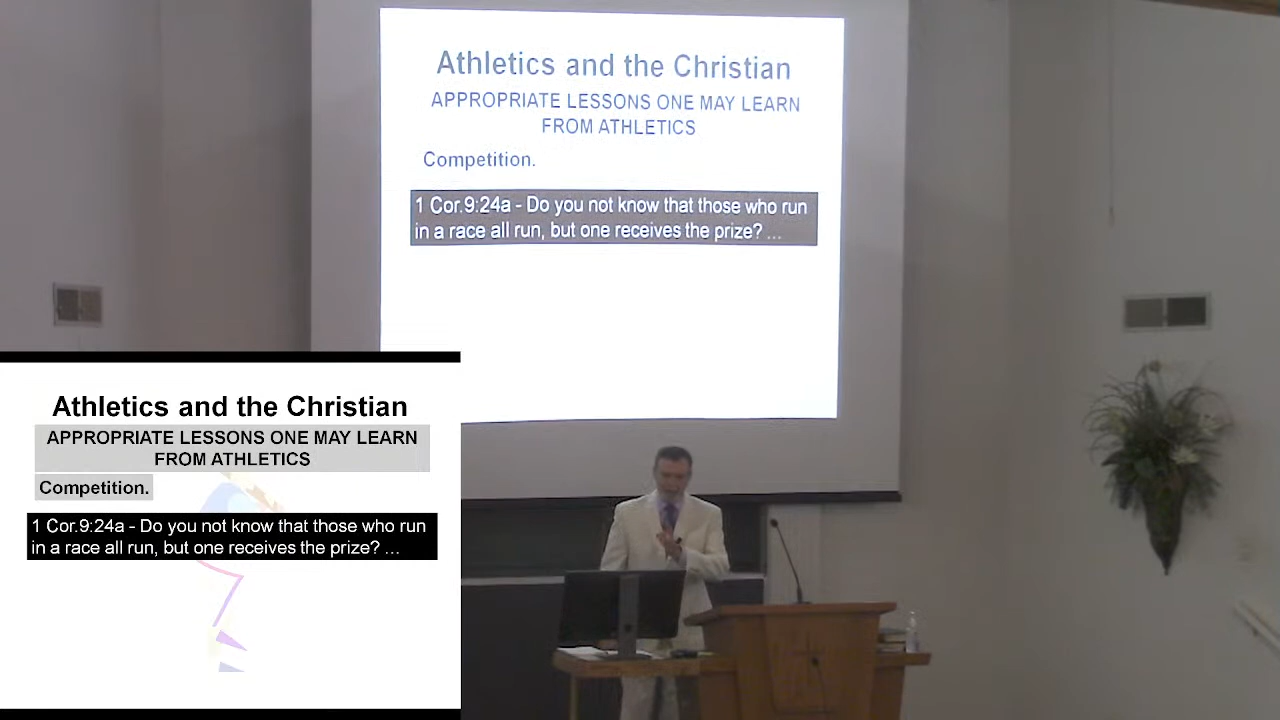 Athletics and the Christian
APPROPRIATE LESSONS ONE MAY LEARN
FROM ATHLETICS
Competition.
1 Cor.9:24a - Do you not know that those who run
in a race all run, but one receives the prize? ...
Athletics and the Christian
APPROPRIATE LESSONS ONE MAY LEARN
FROM ATHLETICS
Competition.
1 Cor.9:24a - Do you not know that those who run
in a race all run, but one receives the prize? ...